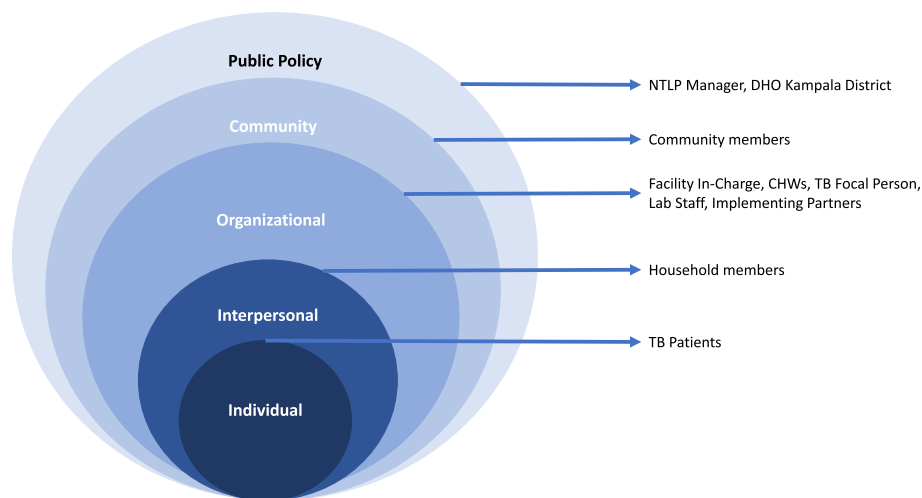 Public Policy
NTLP Manager, DHO Kampala District
Community
Community members
Organizational
Facility In-Charge, CHWs, TB Focal Person,
Lab Staff, Implementing Partners
Interpersonal
Household members
Individual
TB Patients